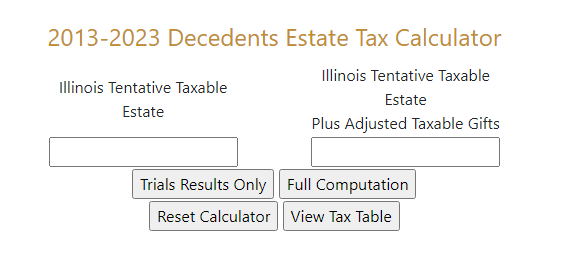 2013-2023 Decedents Estate Tax Calculator
Illinois Tentative Taxable
Estate
Illinois Tentative Taxable
Estate
Plus Adjusted Taxable Gifts
Trials Results Only
Full Computation
Reset Calculator
View Tax Table